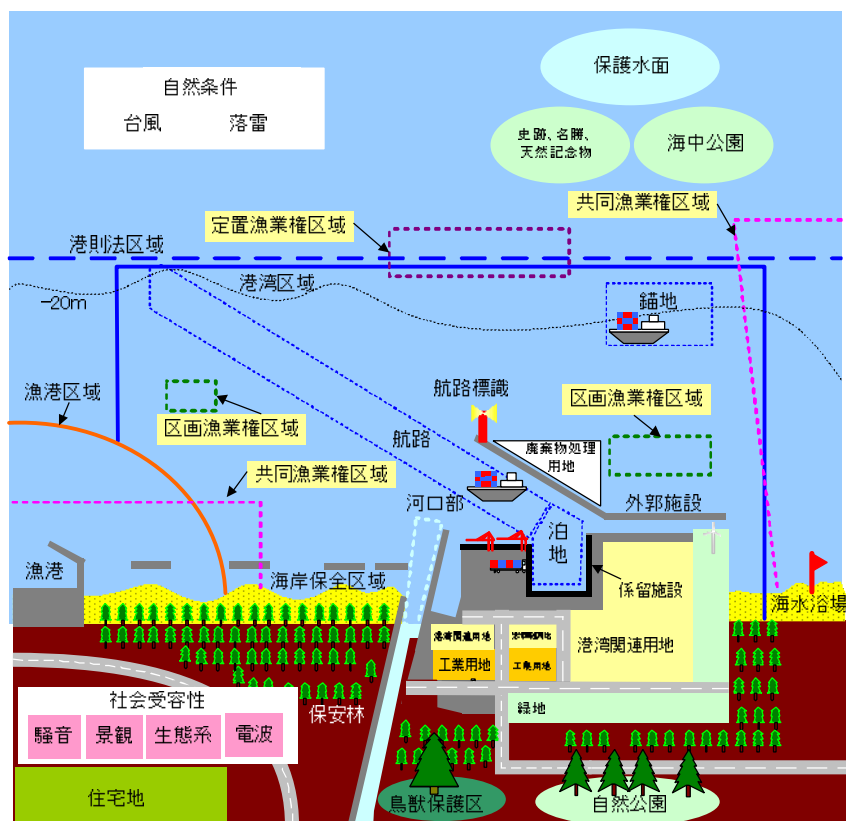 自然条件
台風
落雷
保護水面
史跡、名勝、
天然記念物
海中公園
共同漁業権区域
定置漁業権区域
港則法区域
港湾区域
−20m
錨地
漁港区域
航路標識
区画漁業権区域
区画漁業権区域
航路
廃棄物処理
用地
共同漁業権区域
河口部
外郭施設
泊
地
漁港
海岸保全区域
係留施設
海水浴場
港湾関連用地
港湾関連用地
工業用地
工業用地
港湾関連用地
社会受容性
保安林
緑地
騒音
景観
生態系
電波
住宅地
鳥獣保護区
自然公園